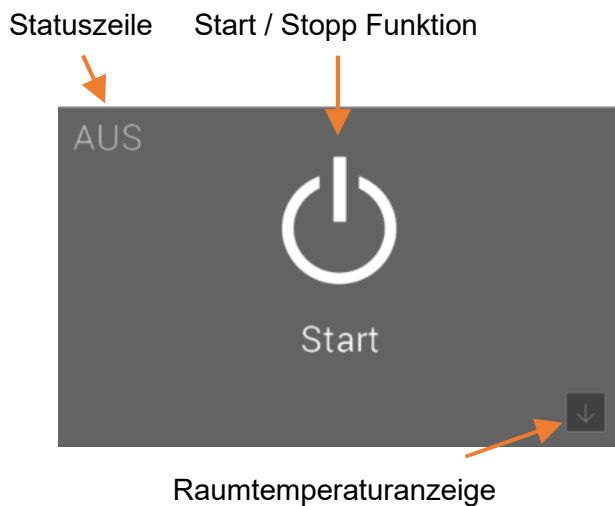 Statuszeile Start / Stopp Funktion
AUS
Start
Raumtemperaturanzeige